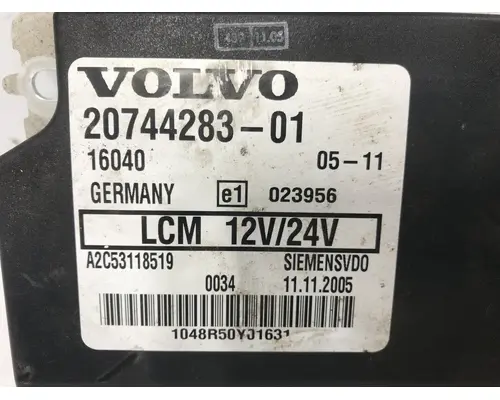 VOLVO
20744283-01
16040 05-11
GERMANY e1 023956
LCM 12V/24V
A2C53118519 SIEMENSVDO
0034 11.11.2005
1048R50YJ1631